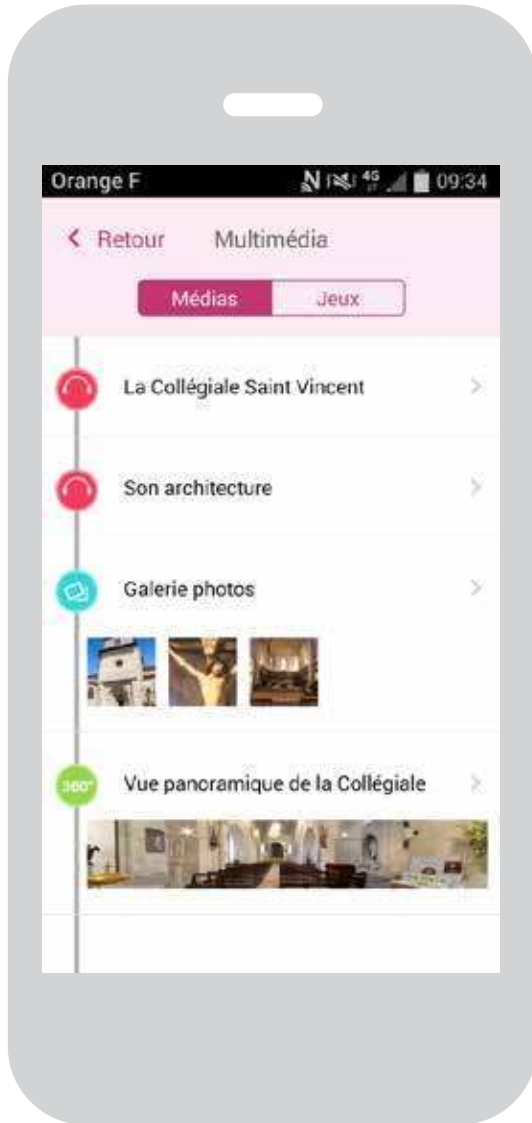 Orange F 4G 09:34
Retour Multimédia
Médias Jeux
La Collégiale Saint Vincent
Son architecture
Galerie photos
360° Vue panoramique de la Collégiale